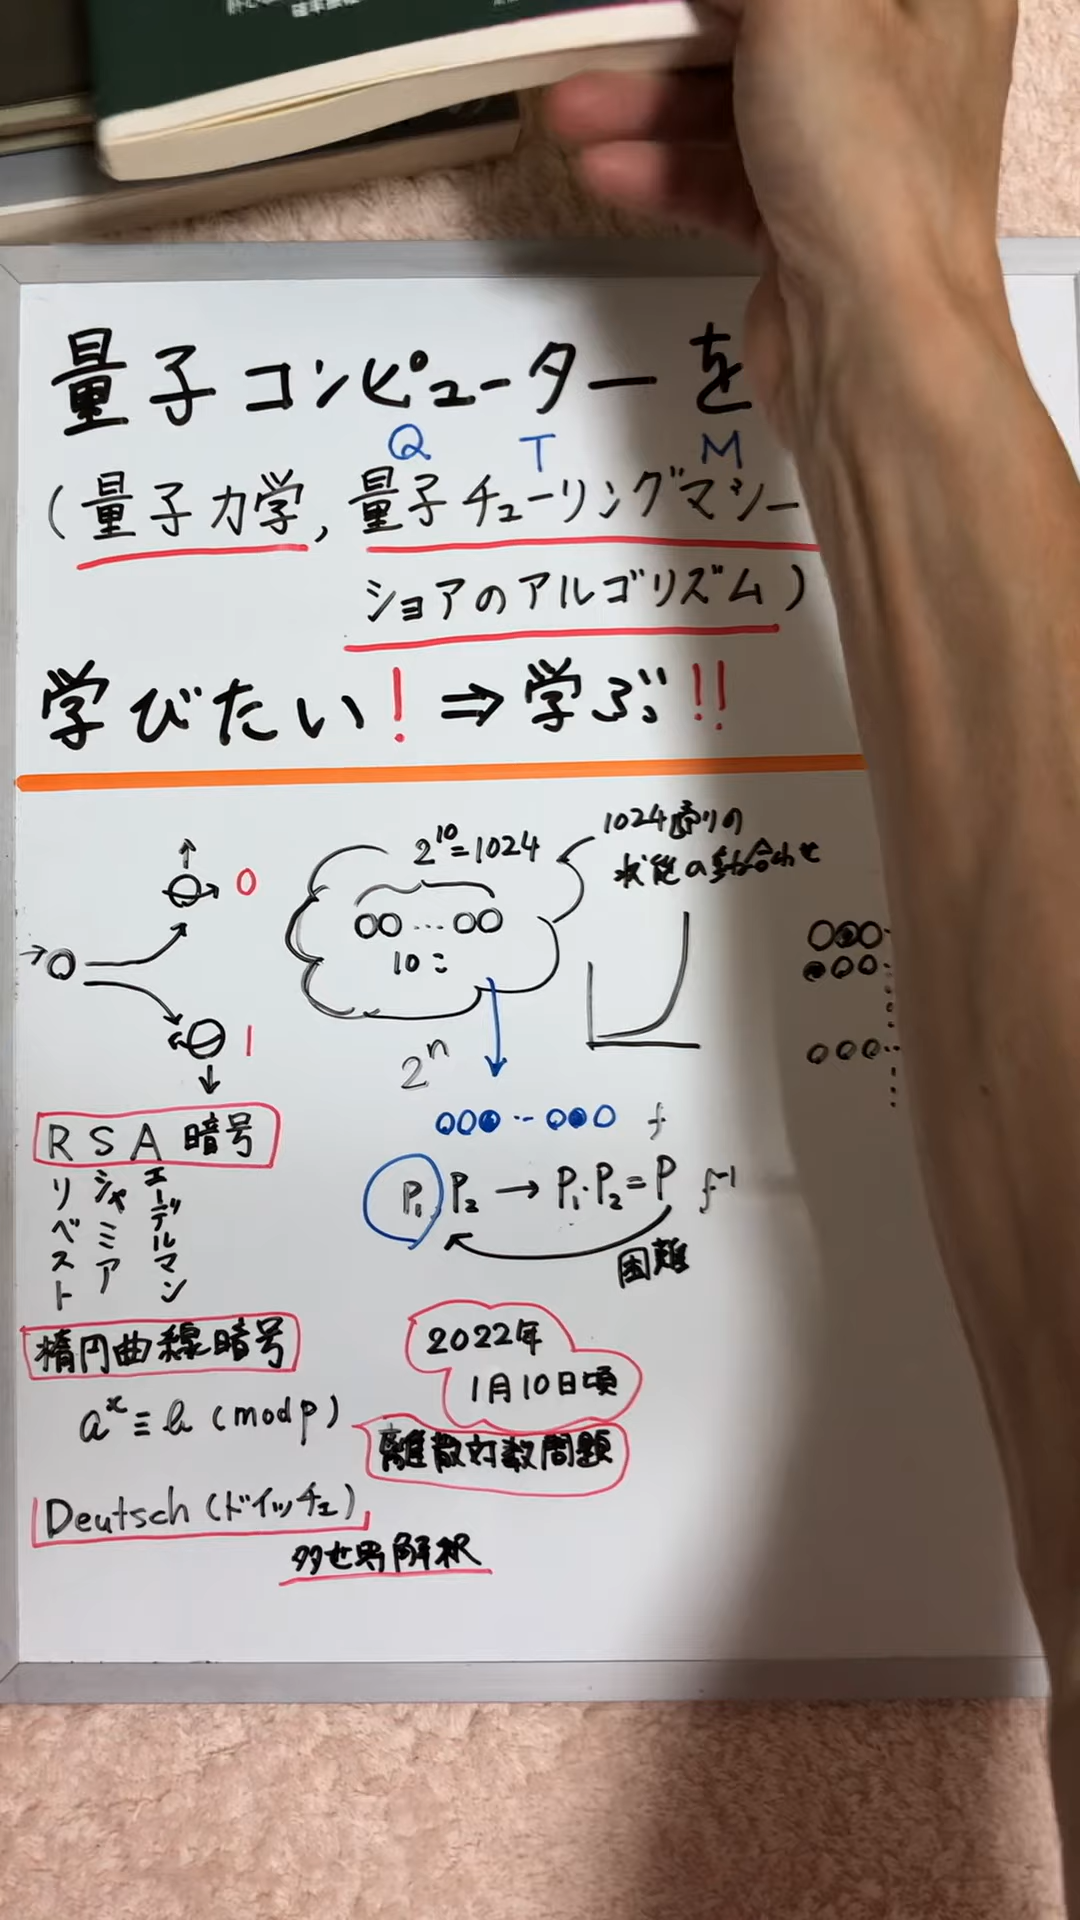 量子コンピューターを
Q T M
(量子力学,量子チューリングマシー
ショアのアルゴリズム)
学びたい!⇒学ぶ!!
0
1
2¹⁰=1024
10コ
1024通りの
状態の重ね合わせ
2ⁿ
f
P₁ P₂ → P₁・P₂=P f⁻¹
困難
RSA暗号
リベスト
シャミア
エーデルマン
楕円曲線暗号
2022年
1月10日頃
aˣ≡b(mod p)
離散対数問題
Deutsch(ドイッチェ)
多世界解釈